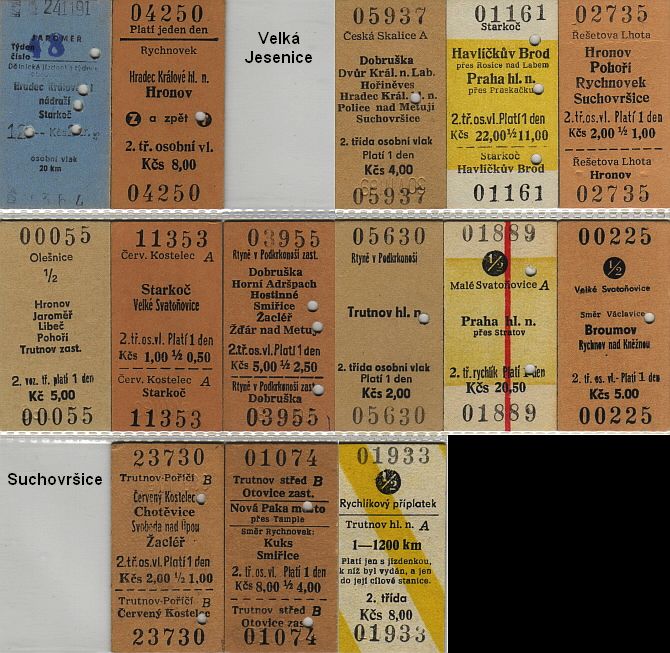 241191
JAROMĚŘ
Týden
číslo
18
Dělnická jízdenka týdenní
Hradec Králové hl.
nádraží
Starkoč
Kčs
osobní vlak
20 km
04250
Platí jeden den
Rychnovek
Hradec Králové hl. n.
Hronov
Z a zpět
2. tř. osobní vl.
Kčs 8,00
04250
Velká
Jesenice
05937
Česká Skalice A
Dobruška
Dvůr Král. n. Lab.
Hořiněves
Hradec Král. hl. n.
Police nad Metují
Suchovršice
2. třída osobní vlak
Platí 1 den
Kčs 4,00
05937
01161
Starkoč
Havlíčkův Brod
přes Rosice nad Labem
Praha hl. n.
přes Praskačku
2. tř. os. vl. Platí 1 den
Kčs 22,00 ½ 11,00
Starkoč
Havlíčkův Brod
01161
02735
Řešetova Lhota
Hronov
Pohoří
Rychnovek
Suchovršice
2. tř. os. vl. Platí 1 den
Kčs 2,00 ½ 1,00
Řešetova Lhota
Hronov
02735
00055
Olešnice
1/2
Hronov
Jaroměř
Libeč
Pohoří
Trutnov zast.
2. voz. tř. platí 1 den
Kč 5,00
00055
11353
Červ. Kostelec A
Starkoč
Velké Svatoňovice
2. tř. os. vl. Platí 1 den
Kčs 1,00 ½ 0,50
Červ. Kostelec A
Starkoč
11353
03955
Rtyně v Podkrkonoší zast.
Dobruška
Horní Adršpach
Hostinné
Smiřice
Žacléř
Žďár nad Metují
2. tř. os. vl. Platí 1 den
Kčs 5,00 ½ 2,50
Rtyně v Podkrkonoší zast.
Dobruška
03955
05630
Rtyně v Podkrkonoší
Trutnov hl. n.
2. třída osobní vlak
Platí 1 den
Kčs 2,00
05630
01889
½
Malé Svatoňovice A
Praha hl. n.
přes Stratov
2. tř. rychlík Platí 1 den
Kčs 20,50
01889
00225
½
Velké Svatoňovice
Směr Václavice
Broumov
Rychnov nad Kněžnou
2. tř. os. vl. Platí 1 den
Kčs 5.00
00225
Suchovršice
23730
Trutnov-Poříčí B
Červený Kostelec
Chotěvice
Svoboda nad Úpou
Žacléř
2. tř. os. vl. Platí 1 den
Kčs 2,00 ½ 1,00
Trutnov-Poříčí B
Červený Kostelec
23730
01074
Trutnov střed B
Otovice zast.
Nová Paka město
přes Tample
Směr Rychnovek:
Kuks
Smiřice
2. tř. os. vl. Platí 1 den
Kčs 8,00 ½ 4,00
Trutnov střed B
Otovice zast.
01074
01933
½
Rychlíkový příplatek
Trutnov hl. n. A
1—1200 km
Platí jen s jízdenkou,
k níž byl vydán, a jen
do její cílové stanice.
2. třída
Kčs 8,00
01933